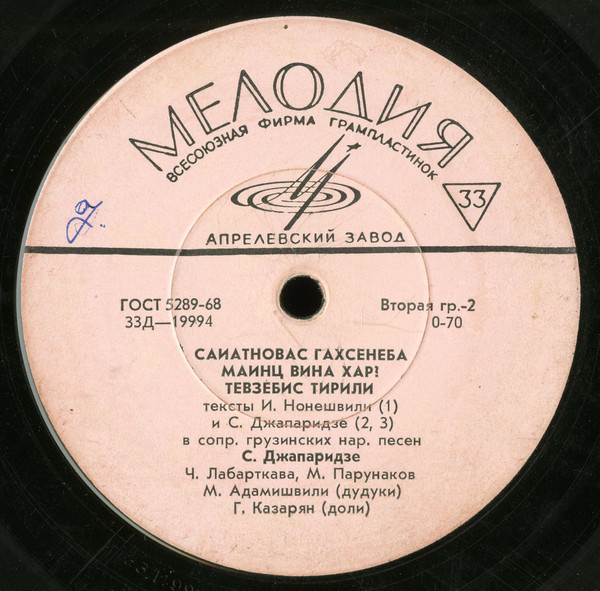 МЕЛОДИЯ
ВСЕСОЮЗНАЯ ФИРМА ГРАМПЛАСТИНОК
33
АПРЕЛЕВСКИЙ ЗАВОД
ГОСТ 5289-68
33Д—19994
Вторая гр.-2
0-70
САИАТНОВАС ГАХСЕНЕБА
МАИНЦ ВИНА ХАР?
ТЕВЗЕБИС ТИРИЛИ
тексты И. Нонешвили (1)
и С. Джапаридзе (2, 3)
в сопр. грузинских нар. песен
С. Джапаридзе
Ч. Лабарткава, М. Парунаков
М. Адамишвили (дудуки)
Г. Казарян (доли)